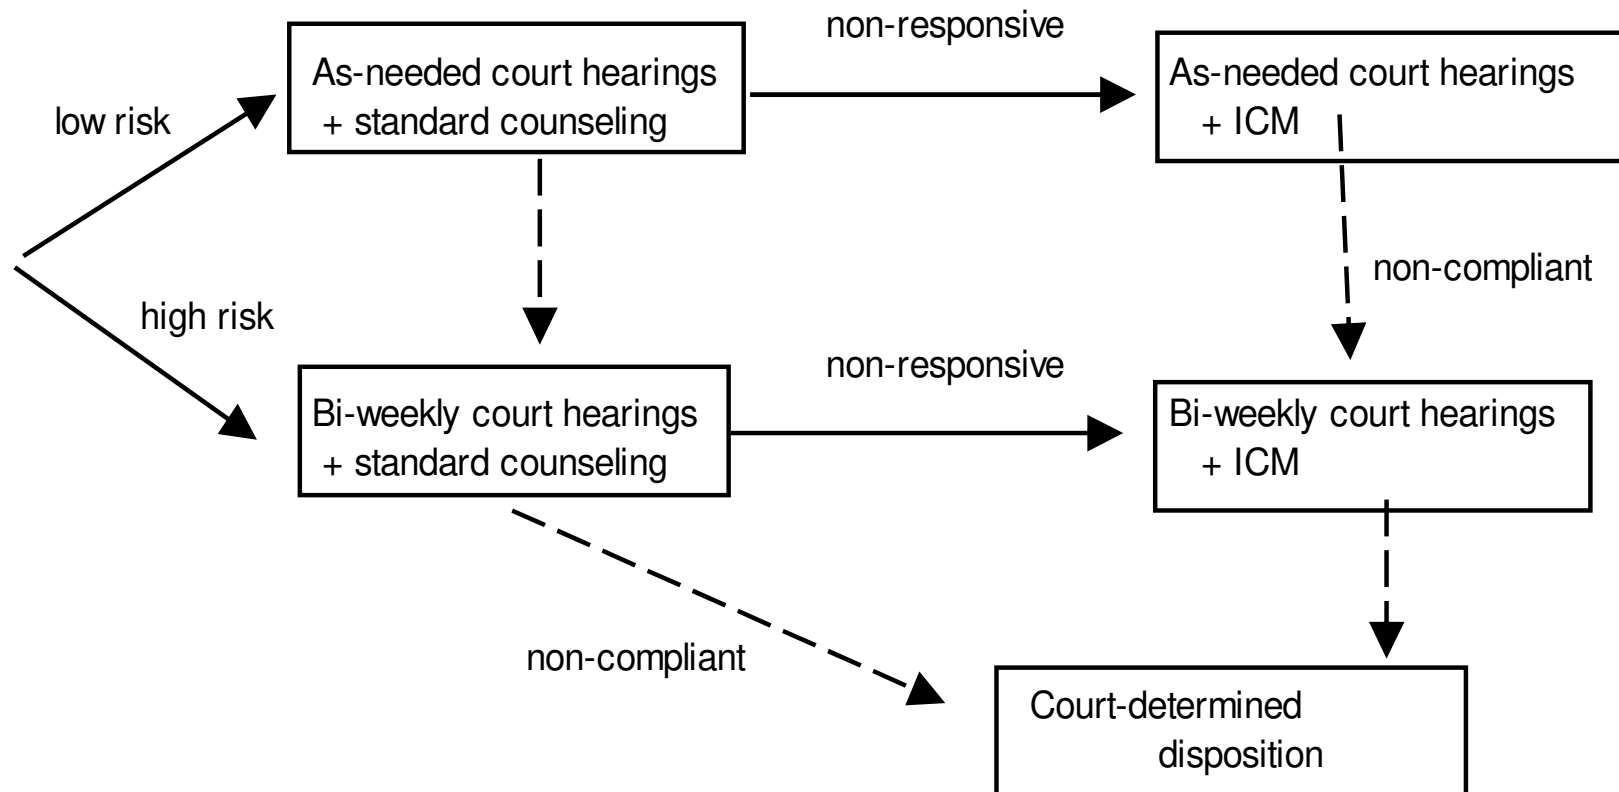 non-responsive
As-needed court hearings
+ standard counseling
As-needed court hearings
+ ICM
low risk
non-compliant
high risk
non-responsive
Bi-weekly court hearings
+ standard counseling
Bi-weekly court hearings
+ ICM
non-compliant
Court-determined
disposition